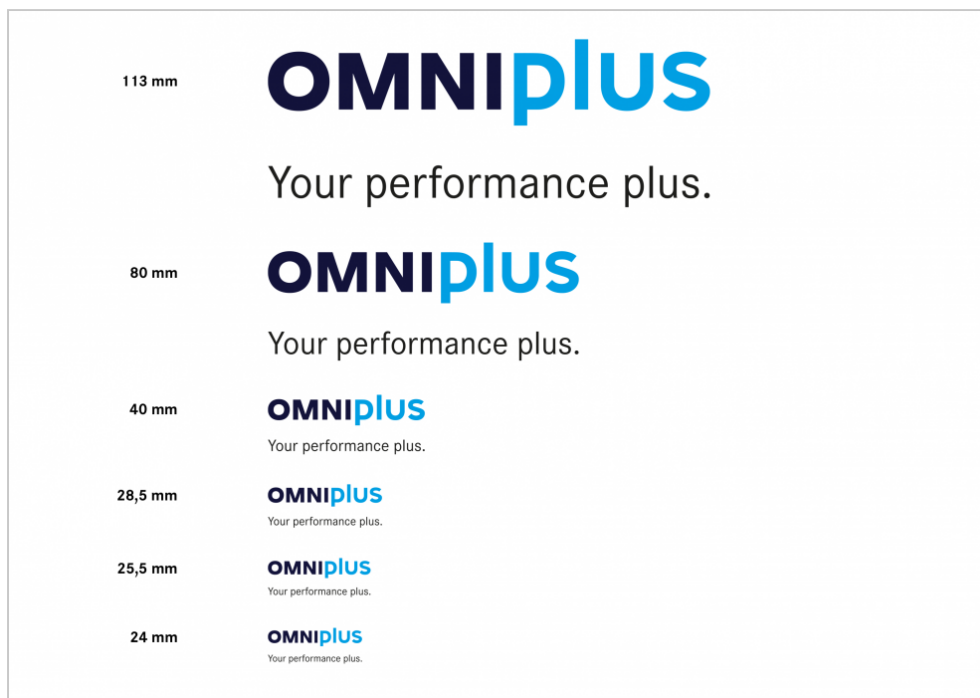 113 mm
OMNIplus
Your performance plus.
80 mm
OMNIplus
Your performance plus.
40 mm
OMNIplus
Your performance plus.
28,5 mm
OMNIplus
Your performance plus.
25,5 mm
OMNIplus
Your performance plus.
24 mm
OMNIplus
Your performance plus.